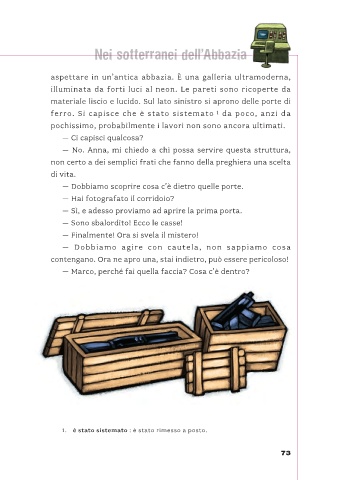 Nei sotterranei dell'Abbazia
aspettare in un'antica abbazia. È una galleria ultramoderna,
illuminata da forti luci al neon. Le pareti sono ricoperte da
materiale liscio e lucido. Sul lato sinistro si aprono delle porte di
ferro. Si capisce che è stato sistemato 1 da poco, anzi da
pochissimo, probabilmente i lavori non sono ancora ultimati.
— Ci capisci qualcosa?
— No. Anna, mi chiedo a chi possa servire questa struttura,
non certo a dei semplici frati che fanno della preghiera una scelta
di vita.
— Dobbiamo scoprire cosa c'è dietro quelle porte.
— Hai fotografato il corridoio?
— Sì, e adesso proviamo ad aprire la prima porta.
— Sono sbalordito! Ecco le casse!
— Finalmente! Ora si svela il mistero!
— Dobbiamo agire con cautela, non sappiamo cosa
contengano. Ora ne apro una, stai indietro, può essere pericoloso!
— Marco, perché fai quella faccia? Cosa c'è dentro?
1. è stato sistemato : è stato rimesso a posto.
73